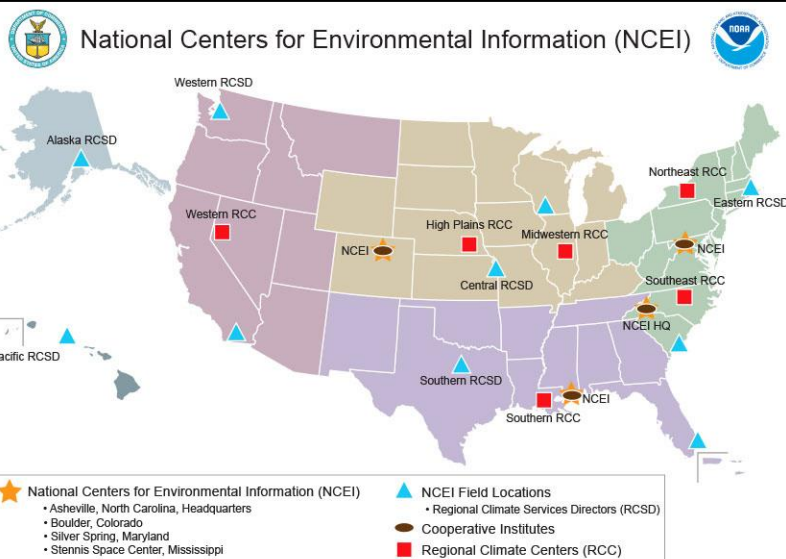 National Centers for Environmental Information (NCEI)
NOAA
Western RCSD
Alaska RCSD
Northeast RCC
Eastern RCSD
Western RCC
High Plains RCC
Midwestern RCC
NCEI
NCEI
Central RCSD
Southeast RCC
NCEI HQ
acific RCSD
Southern RCSD
NCEI
Southern RCC
National Centers for Environmental Information (NCEI)
• Asheville, North Carolina, Headquarters
• Boulder, Colorado
• Silver Spring, Maryland
• Stennis Space Center, Mississippi
NCEI Field Locations
• Regional Climate Services Directors (RCSD)
Cooperative Institutes
Regional Climate Centers (RCC)